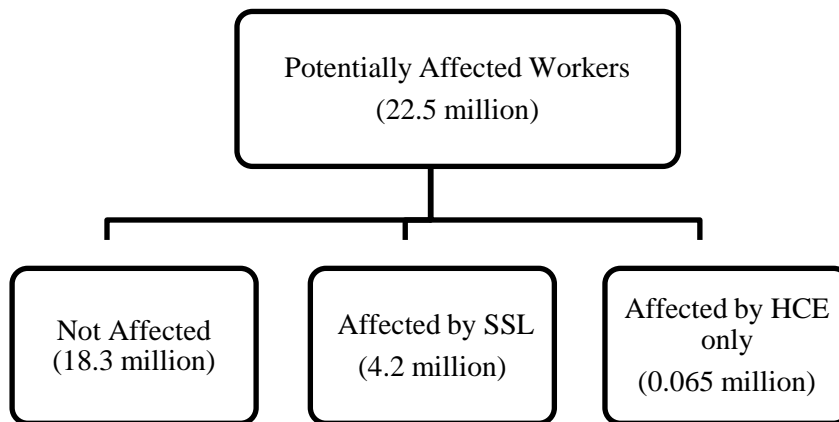 Potentially Affected Workers
(22.5 million)
Not Affected
(18.3 million)
Affected by SSL
(4.2 million)
Affected by HCE
only
(0.065 million)